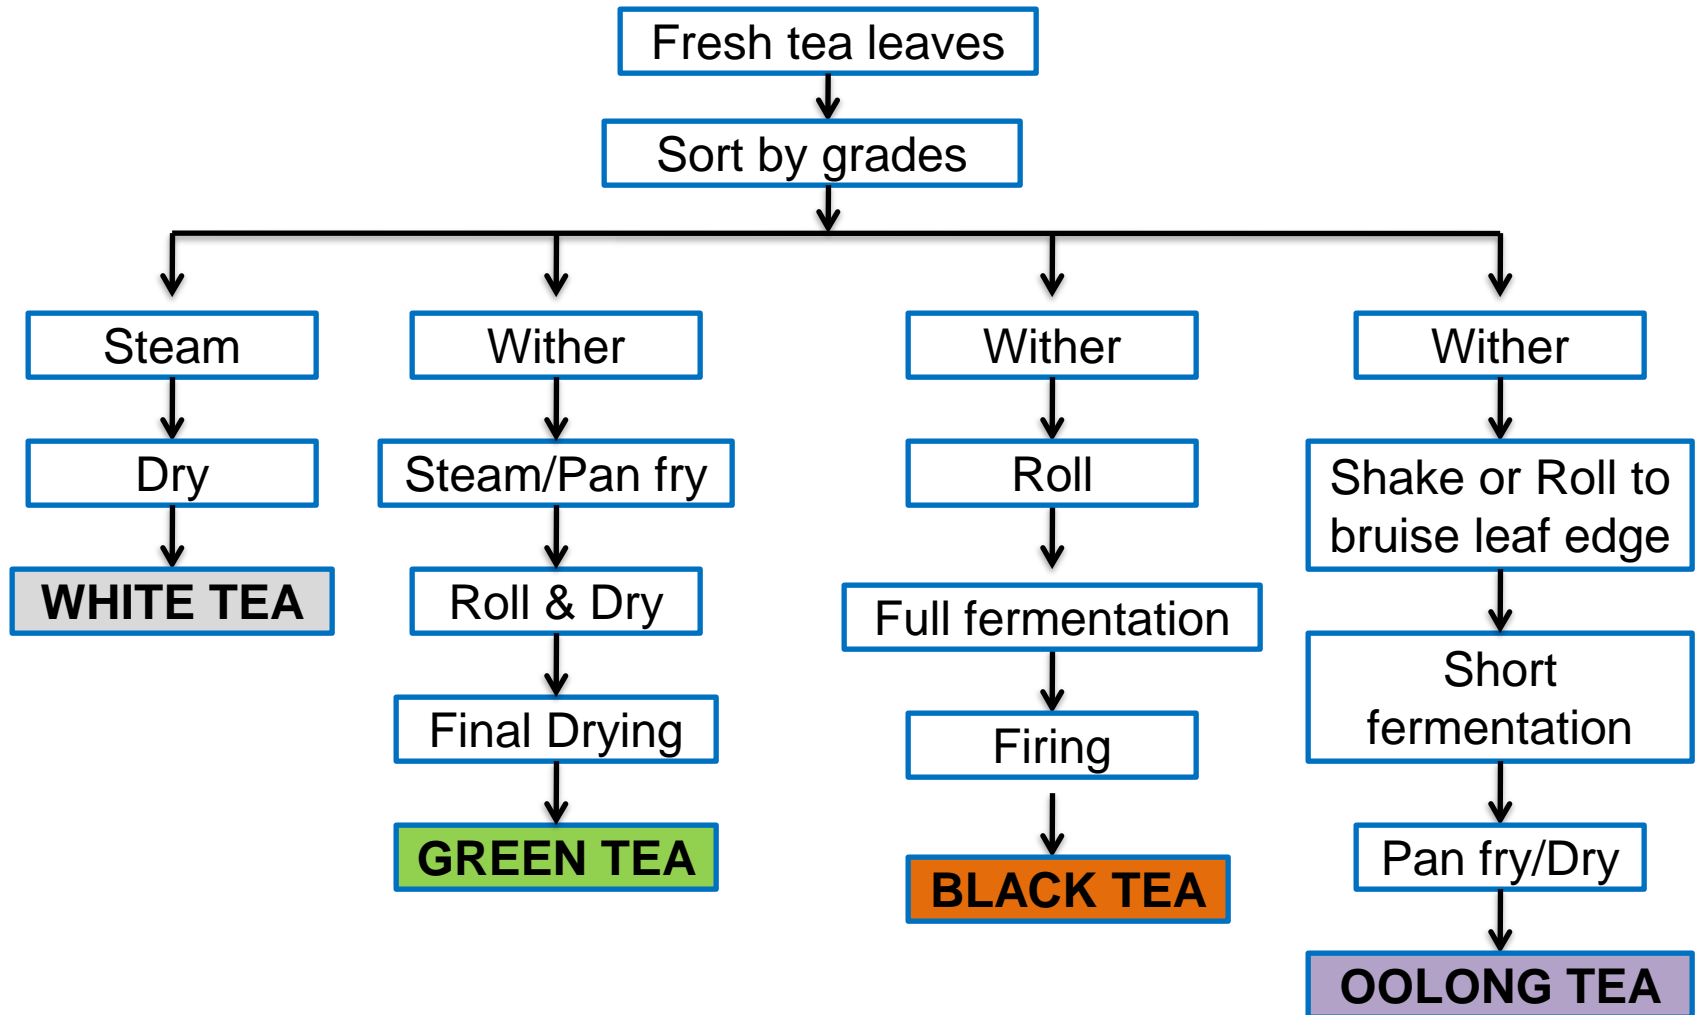 Fresh tea leaves
Sort by grades
Steam
Dry
WHITE TEA
Wither
Steam/Pan fry
Roll & Dry
Final Drying
GREEN TEA
Wither
Roll
Full fermentation
Firing
BLACK TEA
Wither
Shake or Roll to
bruise leaf edge
Short
fermentation
Pan fry/Dry
OOLONG TEA